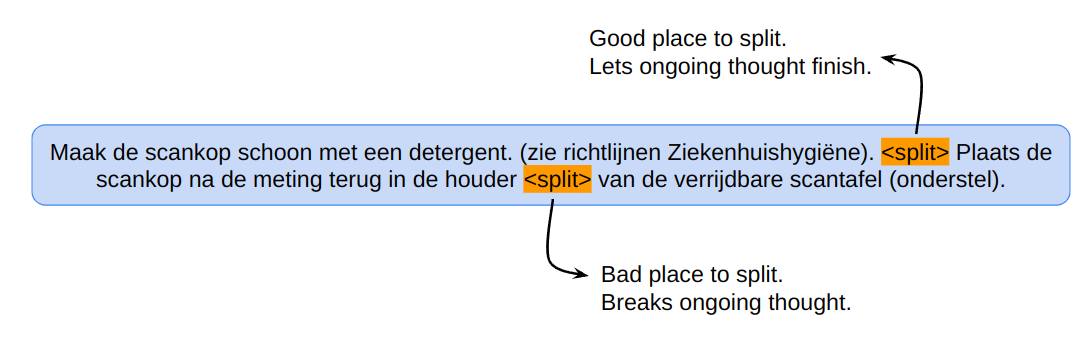 Good place to split.
Lets ongoing thought finish.
Maak de scankop schoon met een detergent. (zie richtlijnen Ziekenhuishygiëne). <split> Plaats de
scankop na de meting terug in de houder <split> van de verrijdbare scantafel (onderstel).
Bad place to split.
Breaks ongoing thought.